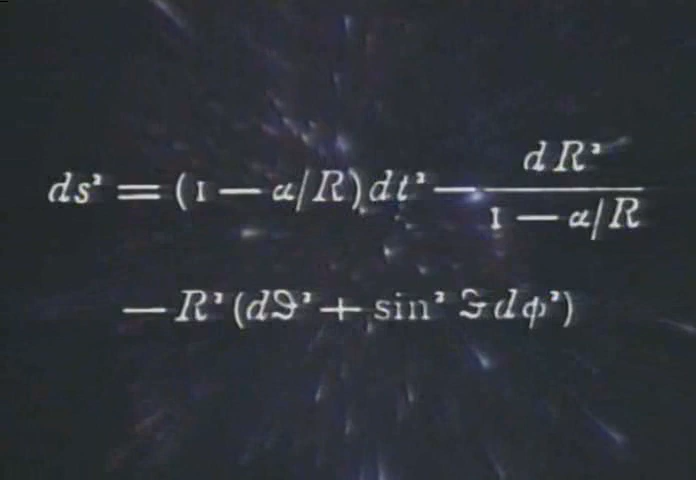 ds² = (1 − α/R) dt² − dR² / (1 − α/R)
− R² (dϑ² + sin² ϑ dϕ²)